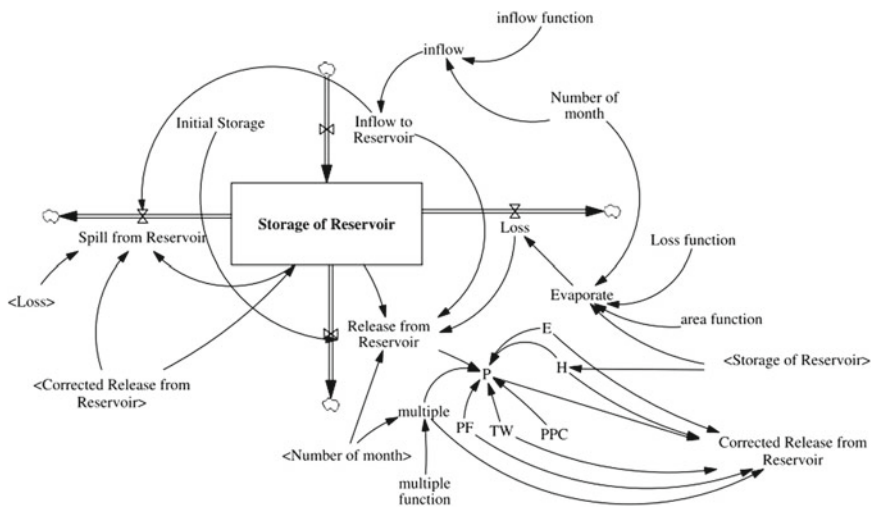 inflow function
inflow
Number of
month
Initial Storage
Inflow to
Reservoir
Storage of Reservoir
Spill from Reservoir
Loss
Loss function
<Loss>
Evaporate
area function
Release from
Reservoir
E
<Storage of Reservoir>
H
P
<Corrected Release from
Reservoir>
multiple
PF
TW
PPC
Corrected Release from
Reservoir
<Number of month>
multiple
function